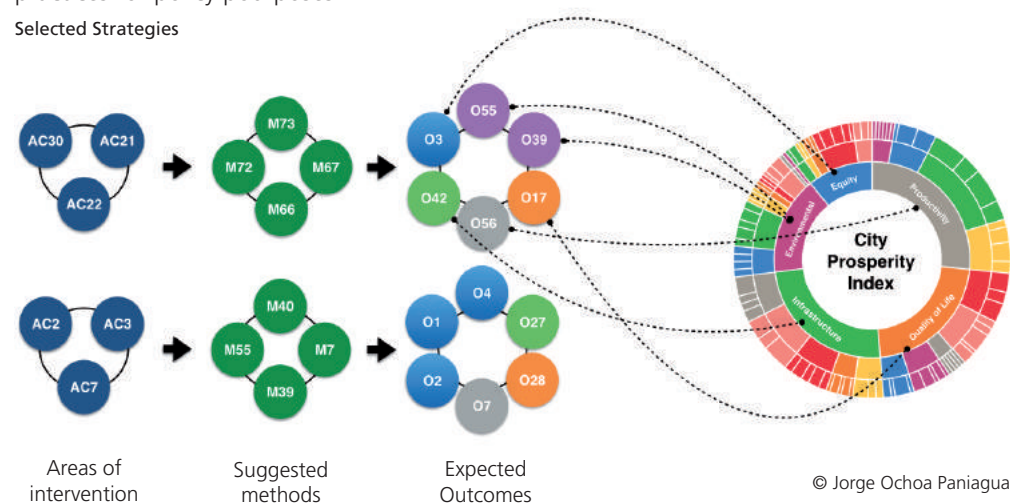 Selected Strategies
AC30
AC21
AC22
M73
M72
M67
M66
O55
O3
O39
O42
O17
O56
AC2
AC3
AC7
M40
M55
M7
M39
O4
O1
O27
O2
O28
O7
Equity
Productivity
Environmental
City
Prosperity
Index
Infrastructure
Quality of Life
Areas of
intervention
Suggested
methods
Expected
Outcomes
© Jorge Ochoa Paniagua